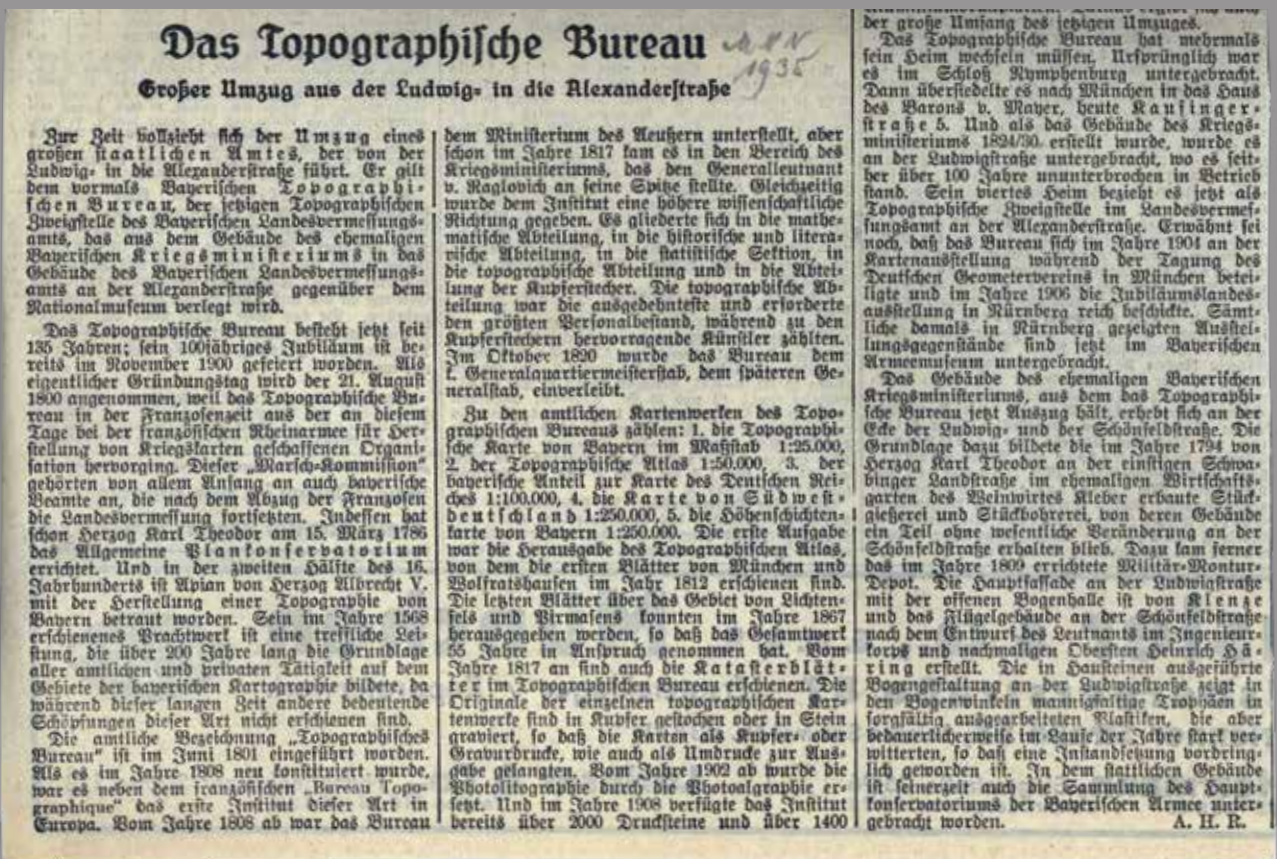 Das Topographische Bureau
M N N
1935
Großer Umzug aus der Ludwig- in die Alexanderstraße
Zur Zeit vollzieht sich der Umzug eines
großen staatlichen Amtes, der von der
Ludwig- in die Alexanderstraße führt. Er gilt
dem vormals Bayerischen Topographi-
schen Bureau, der jetzigen Topographischen
Zweigstelle des Bayerischen Landesvermessungs-
amts, das aus dem Gebäude des ehemaligen
Bayerischen Kriegsministeriums in das
Gebäude des Bayerischen Landesvermessungs-
amts an der Alexanderstraße gegenüber dem
Nationalmuseum verlegt wird.
Das Topographische Bureau besteht jetzt seit
135 Jahren; sein 100jähriges Jubiläum ist be-
reits im November 1900 gefeiert worden. Als
eigentlicher Gründungstag wird der 21. August
1800 angenommen, weil das Topographische Bu-
reau in der Franzosenzeit aus der an diesem
Tage bei der französischen Rheinarmee für Her-
stellung von Kriegskarten geschaffenen Organi-
sation hervorging. Dieser „Marsch-Kommission“
gehörten von allem Anfang an auch bayerische
Beamte an, die nach dem Abzug der Franzosen
die Landesvermessung fortsetzten. Indessen hat
schon Herzog Karl Theodor am 15. März 1786
das Allgemeine Plankonservatorium
errichtet. Und in der zweiten Hälfte des 16.
Jahrhunderts ist Apian von Herzog Albrecht V.
mit der Herstellung einer Topographie von
Bayern betraut worden. Sein im Jahre 1568
erschienenes Prachtwerk ist eine treffliche Lei-
stung, die über 200 Jahre lang die Grundlage
aller amtlichen und privaten Tätigkeit auf dem
Gebiete der bayerischen Kartographie bildete, da
während dieser langen Zeit andere bedeutende
Schöpfungen dieser Art nicht erschienen sind.
Die amtliche Bezeichnung „Topographisches
Bureau“ ist im Juni 1801 eingeführt worden.
Als es im Jahre 1808 neu konstituiert wurde,
war es neben dem französischen „Bureau Topo-
graphique“ das erste Institut dieser Art in
Europa. Vom Jahre 1808 ab war das Bureau
dem Ministerium des Aeußern unterstellt, aber
schon im Jahre 1817 kam es in den Bereich des
Kriegsministeriums, das den Generalleutnant
v. Raglovich an seine Spitze stellte. Gleichzeitig
wurde dem Institut eine höhere wissenschaftliche
Richtung gegeben. Es gliederte sich in die mathe-
matische Abteilung, in die historische und litera-
rische Abteilung, in die statistische Sektion, in
die topographische Abteilung und in die Abtei-
lung der Kupferstecher. Die topographische Ab-
teilung war die ausgedehnteste und erforderte
den größten Personalbestand, während zu den
Kupferstechern hervorragende Künstler zählten.
Im Oktober 1820 wurde das Bureau dem
k. Generalquartiermeisterstab, dem späteren Ge-
neralstab, einverleibt.
Zu den amtlichen Kartenwerken des Topo-
graphischen Bureaus zählen: 1. die Topographi-
sche Karte von Bayern im Maßstab 1:25.000,
2. der Topographische Atlas 1:50.000, 3. der
bayerische Anteil zur Karte des Deutschen Rei-
ches 1:100.000, 4. die Karte von Südwest-
deutschland 1:250.000, 5. die Höhenschichten-
karte von Bayern 1:250.000. Die erste Aufgabe
war die Herausgabe des Topographischen Atlas,
von dem die ersten Blätter von München und
Wolfratshausen im Jahr 1812 erschienen sind.
Die letzten Blätter über das Gebiet von Lichten-
fels und Pirmasens konnten im Jahre 1867
herausgegeben werden, so daß das Gesamtwerk
55 Jahre in Anspruch genommen hat. Vom
Jahre 1817 an sind auch die Katasterblät-
ter im Topographischen Bureau erschienen. Die
Originale der einzelnen topographischen Kar-
tenwerke sind in Kupfer gestochen oder in Stein
graviert, so daß die Karten als Kupfer- oder
Gravurdrucke, wie auch als Umdrucke zur Aus-
gabe gelangten. Vom Jahre 1902 ab wurde die
Photolitographie durch die Photoalgraphie er-
setzt. Und im Jahre 1908 verfügte das Institut
bereits über 2000 Drucksteine und über 1400
der große Umfang des jetzigen Umzuges.
Das Topographische Bureau hat mehrmals
sein Heim wechseln müssen. Ursprünglich war
es im Schloß Nymphenburg untergebracht.
Dann übersiedelte es nach München in das Haus
des Barons v. Mayer, heute Kaufinger-
straße 5. Und als das Gebäude des Kriegs-
ministeriums 1824/30 erstellt wurde, wurde es
an der Ludwigstraße untergebracht, wo es seit-
her über 100 Jahre ununterbrochen in Betrieb
stand. Sein viertes Heim bezieht es jetzt als
Topographische Zweigstelle im Landesvermes-
sungsamt an der Alexanderstraße. Erwähnt sei
noch, daß das Bureau sich im Jahre 1904 an der
Kartenausstellung während der Tagung des
Deutschen Geometervereins in München betei-
ligte und im Jahre 1906 die Jubiläumslandes-
ausstellung in Nürnberg reich beschickte. Sämt-
liche damals in Nürnberg gezeigten Ausstel-
lungsgegenstände sind jetzt im Bayerischen
Armeemuseum untergebracht.
Das Gebäude des ehemaligen Bayerischen
Kriegsministeriums, aus dem das Topographi-
sche Bureau jetzt Auszug hält, erhebt sich an der
Ecke der Ludwig- und der Schönfeldstraße. Die
Grundlage dazu bildete die im Jahre 1794 von
Herzog Karl Theodor an der einstigen Schwa-
binger Landstraße im ehemaligen Wirtschafts-
garten des Weinwirtes Kleber erbaute Stück-
gießerei und Stückbohrerei, von deren Gebäude
ein Teil ohne wesentliche Veränderung an der
Schönfeldstraße erhalten blieb. Dazu kam ferner
das im Jahre 1809 errichtete Militär-Montur-
Depot. Die Hauptfassade an der Ludwigstraße
mit der offenen Bogenhalle ist von Klenze
und das Flügelgebäude an der Schönfeldstraße
nach dem Entwurf des Leutnants im Ingenieur-
korps und nachmaligen Obersten Heinrich Hä-
ring erstellt. Die in Hausteinen ausgeführte
Bogengestaltung an der Ludwigstraße zeigt in
den Bogenwinkeln mannigfaltige Trophäen in
sorgfältig ausgearbeiteten Plastiken, die aber
bedauerlicherweise im Laufe der Jahre stark ver-
witterten, so daß eine Instandsetzung vordring-
lich geworden ist. In dem stattlichen Gebäude
ist seinerzeit auch die Sammlung des Haupt-
konservatoriums der Bayerischen Armee unter-
gebracht worden.
A. H. R.